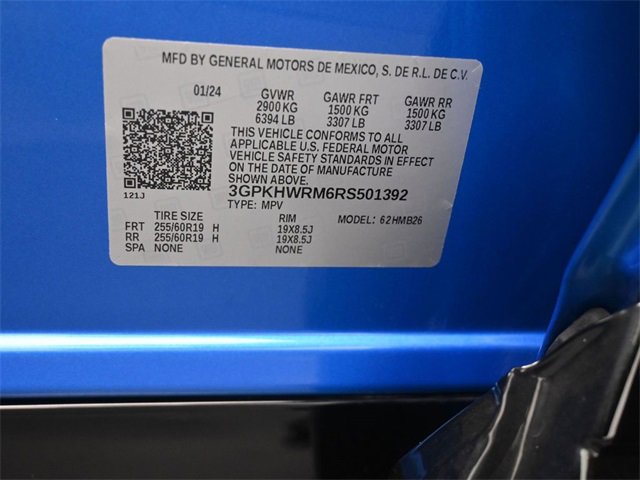 MFD BY GENERAL MOTORS DE MEXICO, S. DE R.L. DE C.V.
01/24 GVWR GAWR FRT GAWR RR
2900 KG 1500 KG 1500 KG
6394 LB 3307 LB 3307 LB
THIS VEHICLE CONFORMS TO ALL
APPLICABLE U.S. FEDERAL MOTOR
VEHICLE SAFETY STANDARDS IN EFFECT
ON THE DATE OF MANUFACTURE
SHOWN ABOVE.
121J 3GPKHWRM6RS501392
TYPE: MPV MODEL: 62HMB26
TIRE SIZE RIM
FRT 255/60R19 H 19X8.5J
RR 255/60R19 H 19X8.5J
SPA NONE NONE